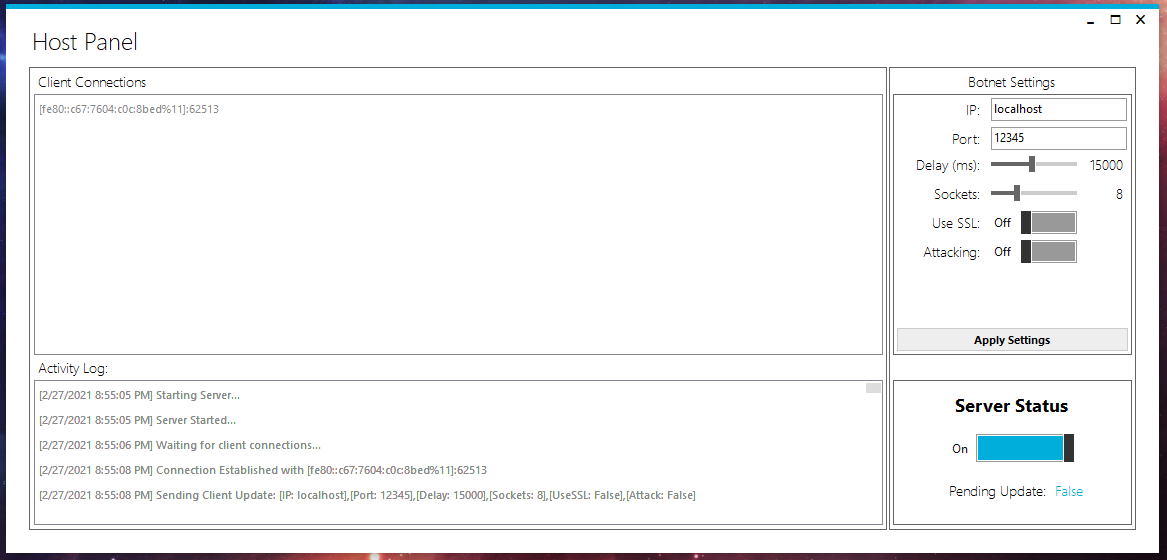 Host Panel
Client Connections
[fe80::c67:7604:c0c:8bed%11]:62513
Activity Log:
[2/27/2021 8:55:05 PM] Starting Server...
[2/27/2021 8:55:05 PM] Server Started...
[2/27/2021 8:55:06 PM] Waiting for client connections...
[2/27/2021 8:55:08 PM] Connection Established with [fe80::c67:7604:c0c:8bed%11]:62513
[2/27/2021 8:55:08 PM] Sending Client Update: [IP: localhost],[Port: 12345],[Delay: 15000],[Sockets: 8],[UseSSL: False],[Attack: False]
Botnet Settings
IP: localhost
Port: 12345
Delay (ms): 15000
Sockets: 8
Use SSL: Off
Attacking: Off
Apply Settings
Server Status
On
Pending Update: False